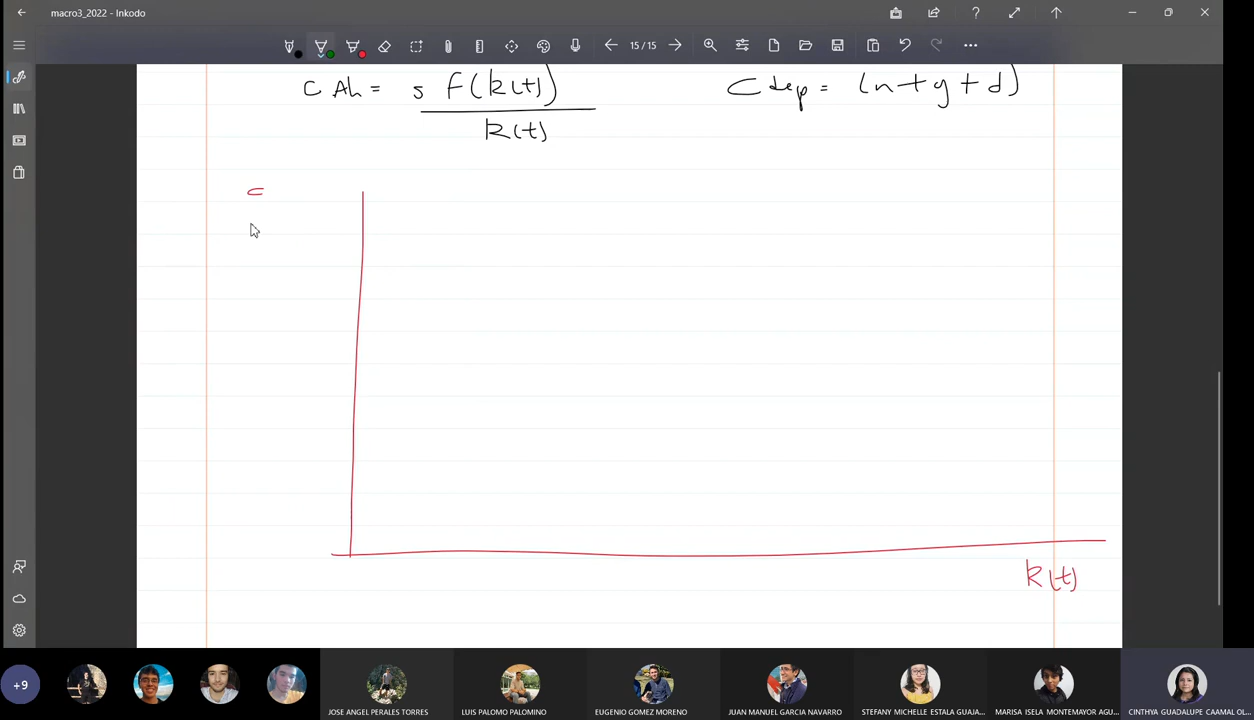 macro3_2022 - Inkodo
15/15
C Ah = s f(k(t)) / k(t)
C dep = (n+g+d)
C
k(t)
+9
JOSE ANGEL PERALES TORRES
LUIS PALOMO PALOMINO
EUGENIO GOMEZ MORENO
JUAN MANUEL GARCIA NAVARRO
STEFANY MICHELLE ESTALA GUAJA...
MARISA ISELA MONTEMAYOR AGU...
CINTHYA GUADALUPE CAAMAL OL...